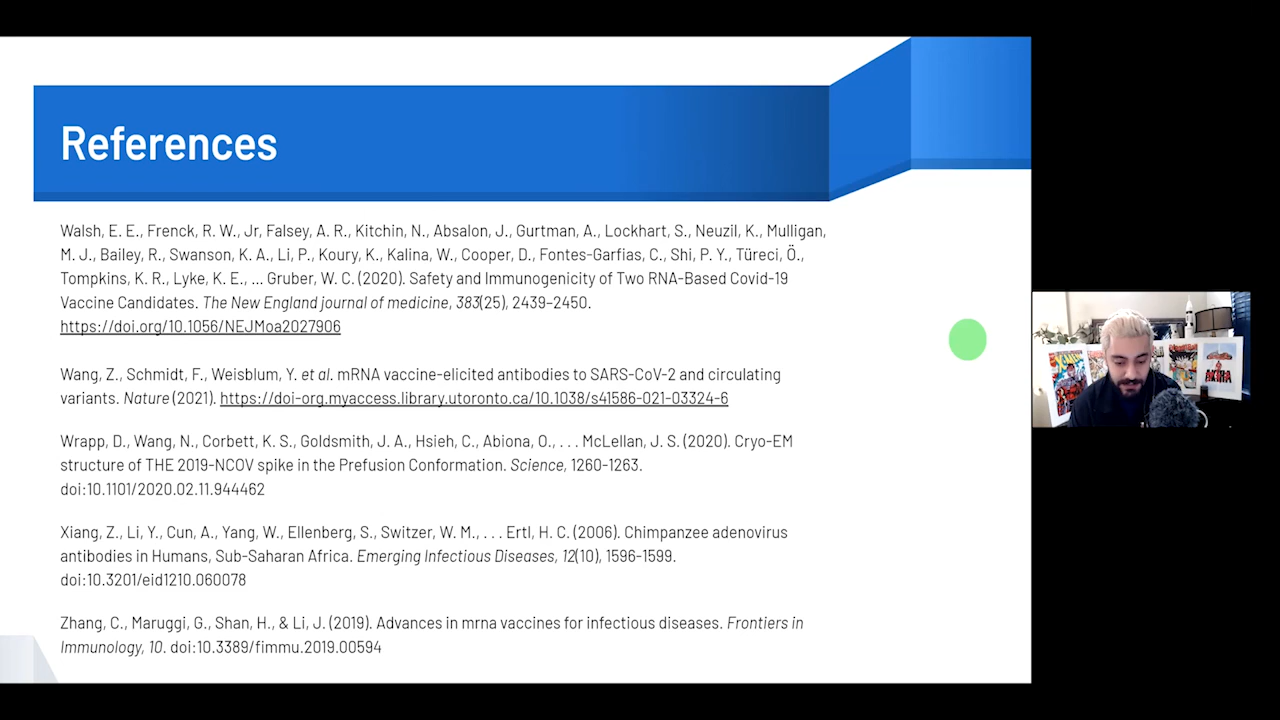 References
Walsh, E. E., Frenck, R. W., Jr, Falsey, A. R., Kitchin, N., Absalon, J., Gurtman, A., Lockhart, S., Neuzil, K., Mulligan,
M. J., Bailey, R., Swanson, K. A., Li, P., Koury, K., Kalina, W., Cooper, D., Fontes-Garfias, C., Shi, P. Y., Türeci, Ö.,
Tompkins, K. R., Lyke, K. E., … Gruber, W. C. (2020). Safety and Immunogenicity of Two RNA-Based Covid-19
Vaccine Candidates. The New England journal of medicine, 383(25), 2439–2450.
https://doi.org/10.1056/NEJMoa2027906
Wang, Z., Schmidt, F., Weisblum, Y. et al. mRNA vaccine-elicited antibodies to SARS-CoV-2 and circulating
variants. Nature (2021). https://doi-org.myaccess.library.utoronto.ca/10.1038/s41586-021-03324-6
Wrapp, D., Wang, N., Corbett, K. S., Goldsmith, J. A., Hsieh, C., Abiona, O., . . . McLellan, J. S. (2020). Cryo-EM
structure of THE 2019-NCOV spike in the Prefusion Conformation. Science, 1260-1263.
doi:10.1101/2020.02.11.944462
Xiang, Z., Li, Y., Cun, A., Yang, W., Ellenberg, S., Switzer, W. M., . . . Ertl, H. C. (2006). Chimpanzee adenovirus
antibodies in Humans, Sub-Saharan Africa. Emerging Infectious Diseases, 12(10), 1596-1599.
doi:10.3201/eid1210.060078
Zhang, C., Maruggi, G., Shan, H., & Li, J. (2019). Advances in mrna vaccines for infectious diseases. Frontiers in
Immunology, 10. doi:10.3389/fimmu.2019.00594